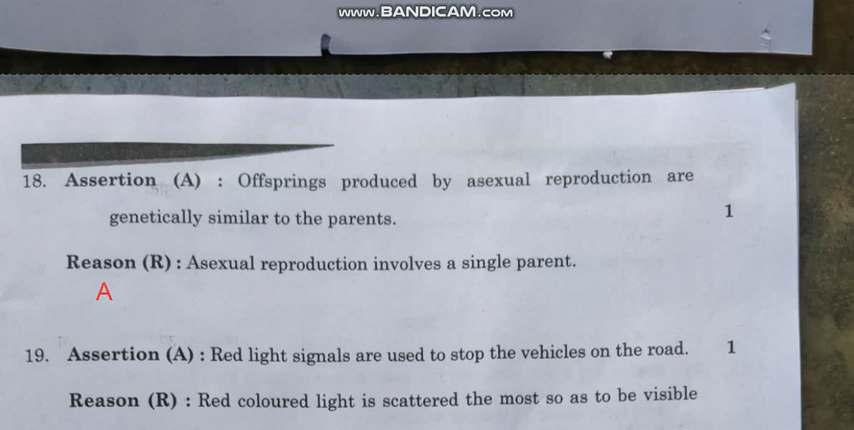 www.BANDICAM.com
18. Assertion (A) : Offsprings produced by asexual reproduction are
genetically similar to the parents. 1
Reason (R) : Asexual reproduction involves a single parent.
A
19. Assertion (A) : Red light signals are used to stop the vehicles on the road. 1
Reason (R) : Red coloured light is scattered the most so as to be visible